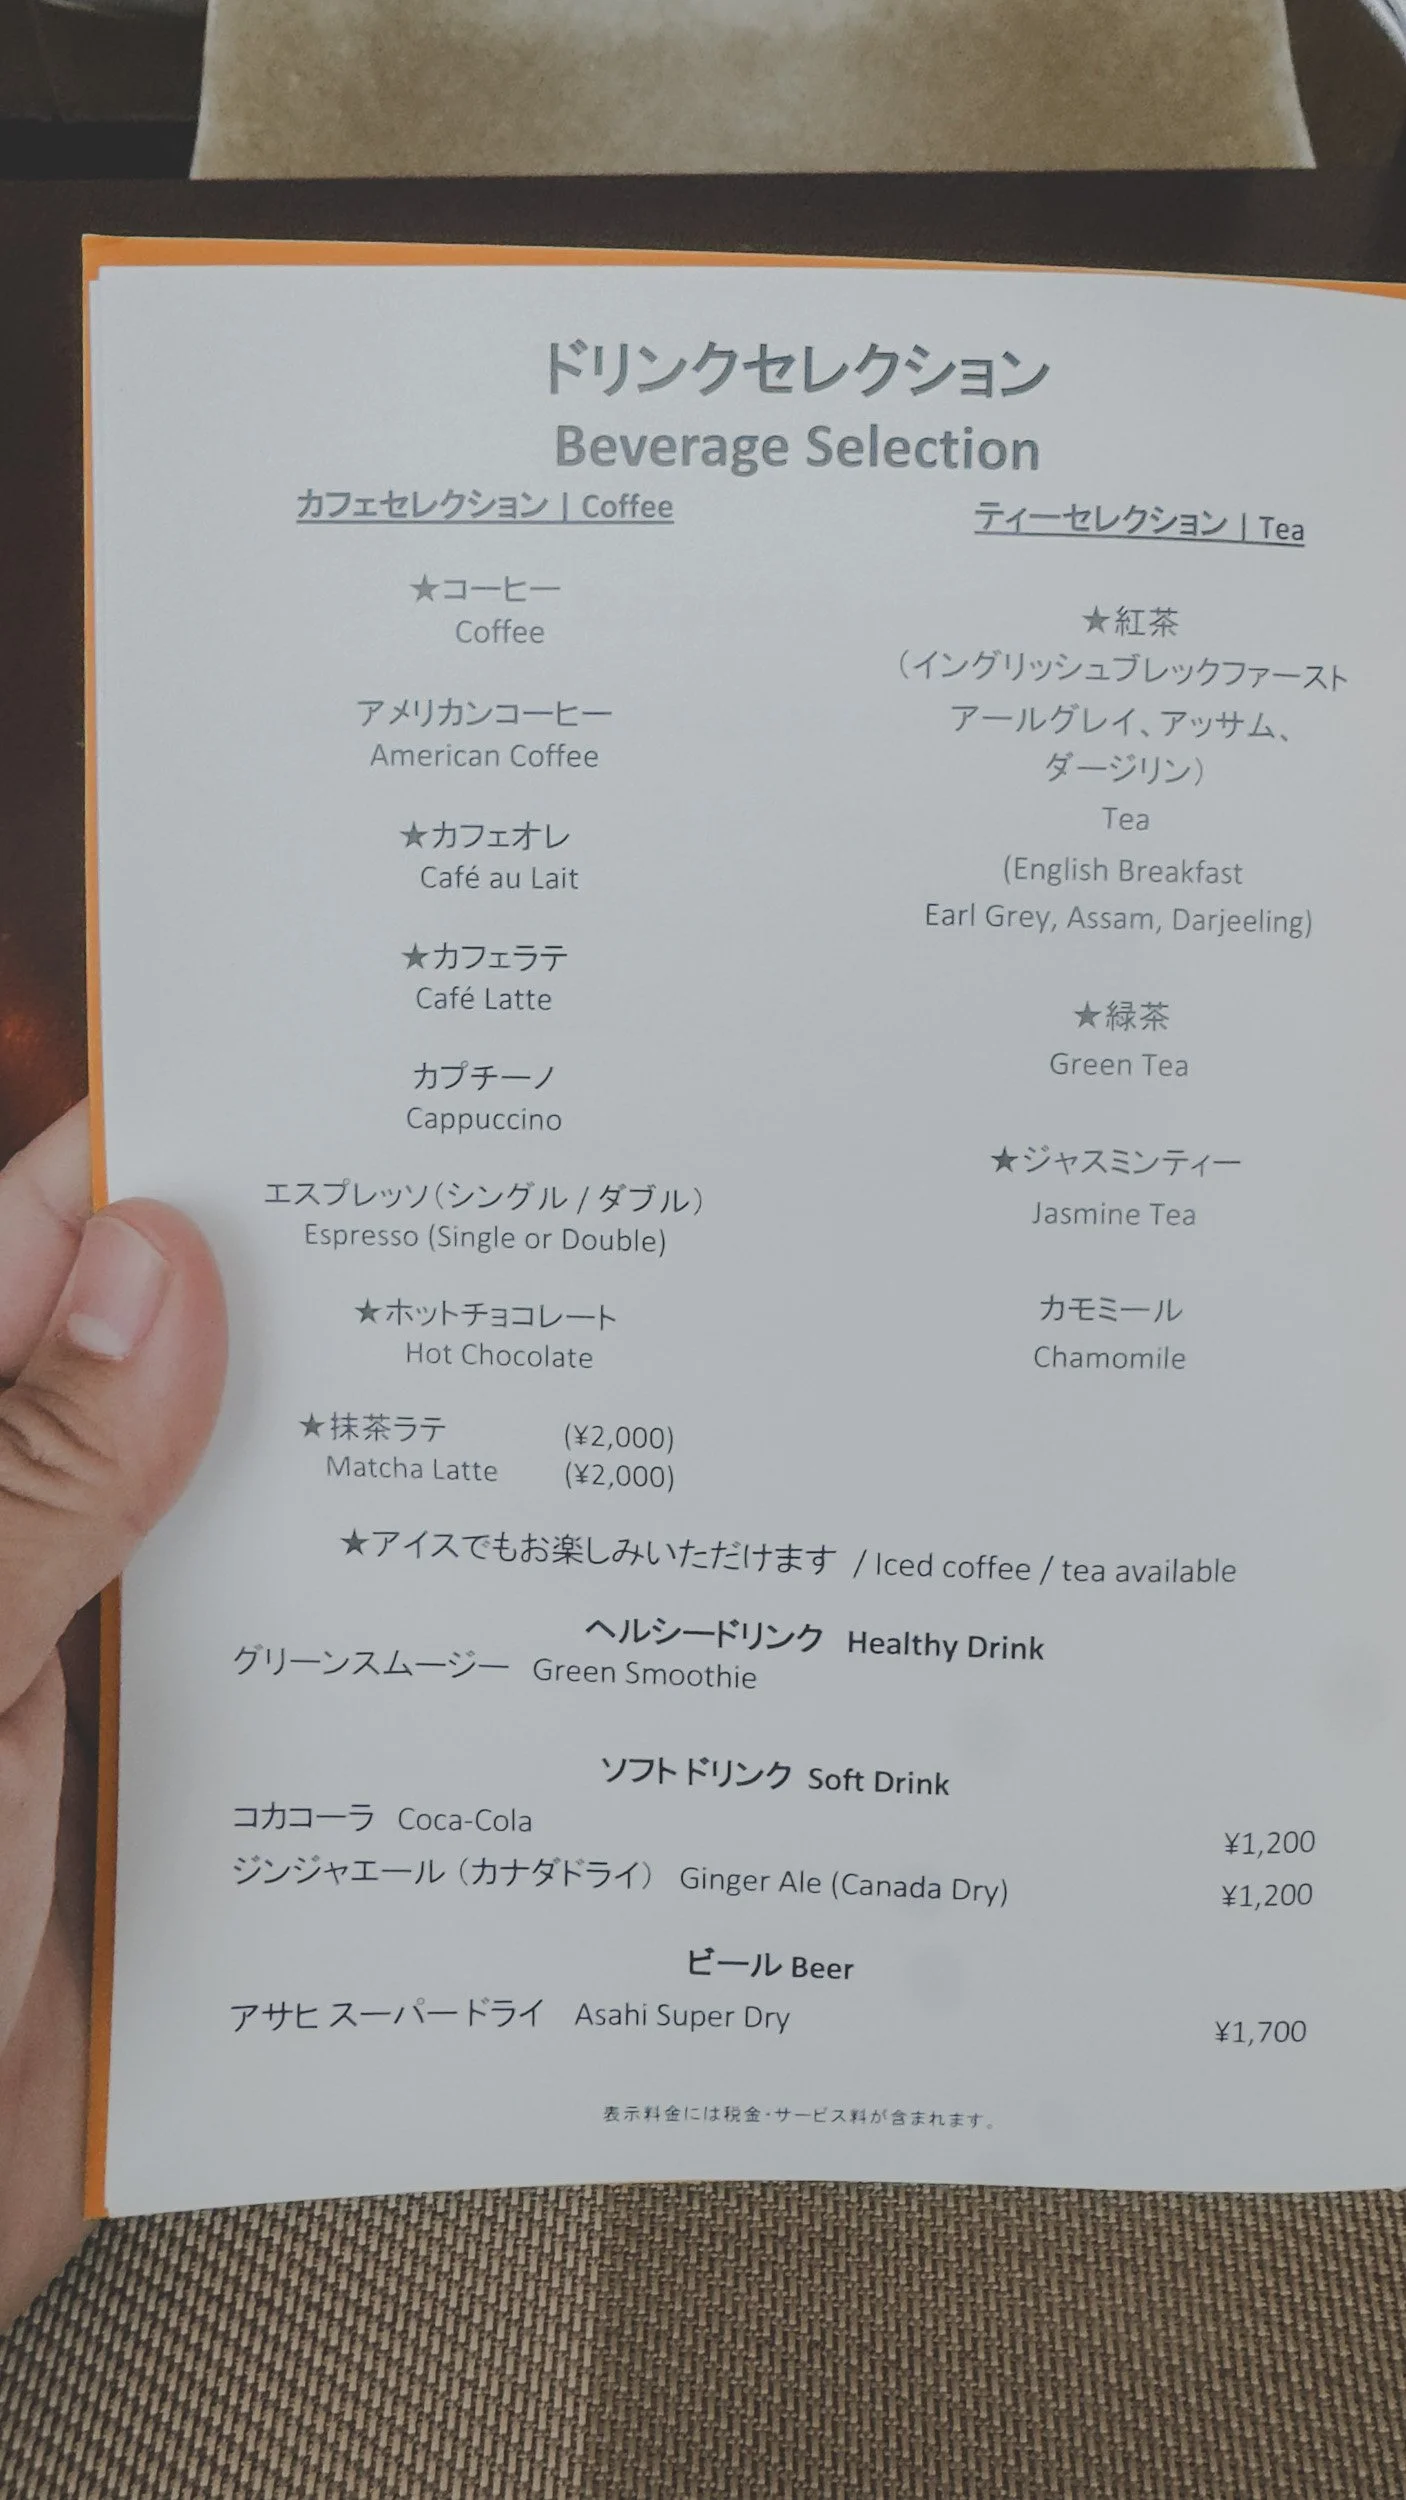 ドリンクセレクション
Beverage Selection
カフェセレクション | Coffee
★コーヒー
Coffee
アメリカンコーヒー
American Coffee
★カフェオレ
Café au Lait
★カフェラテ
Café Latte
カプチーノ
Cappuccino
エスプレッソ(シングル / ダブル)
Espresso (Single or Double)
★ホットチョコレート
Hot Chocolate
★抹茶ラテ (¥2,000)
Matcha Latte (¥2,000)
ティーセレクション | Tea
★紅茶
(イングリッシュブレックファースト
アールグレイ、アッサム、
ダージリン)
Tea
(English Breakfast
Earl Grey, Assam, Darjeeling)
★緑茶
Green Tea
★ジャスミンティー
Jasmine Tea
カモミール
Chamomile
★アイスでもお楽しみいただけます / Iced coffee / tea available
ヘルシードリンク Healthy Drink
グリーンスムージー Green Smoothie
ソフトドリンク Soft Drink
コカコーラ Coca-Cola ¥1,200
ジンジャエール (カナダドライ) Ginger Ale (Canada Dry) ¥1,200
ビール Beer
アサヒ スーパードライ Asahi Super Dry ¥1,700
表示料金には税金・サービス料が含まれます。